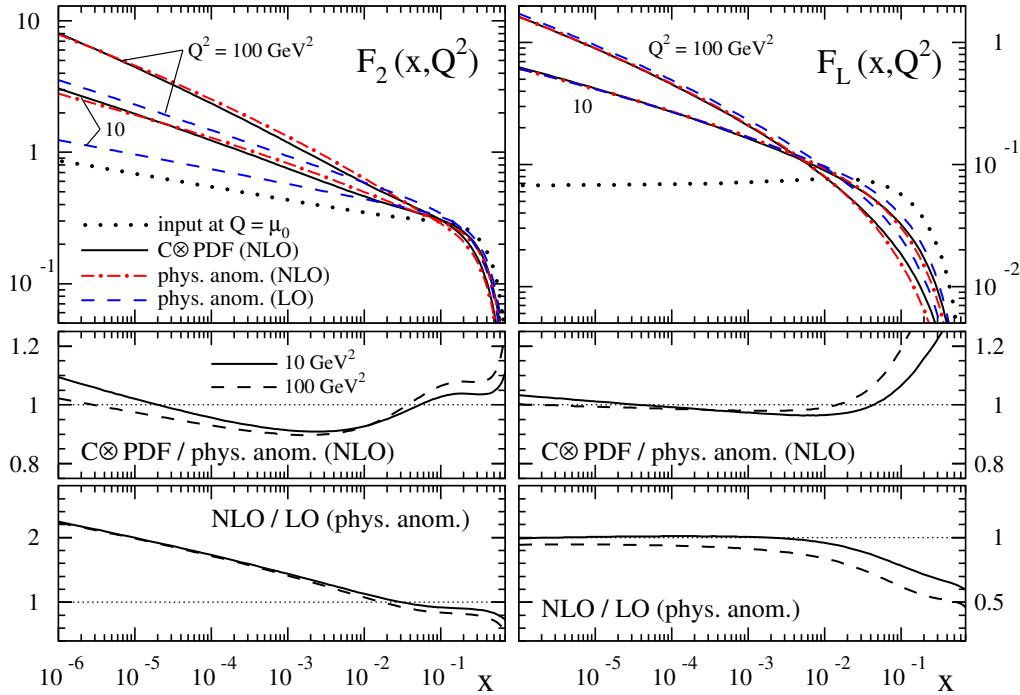 10
1
10⁻¹
Q² = 100 GeV²
F₂ (x,Q²)
10
input at Q = μ₀
C⊗PDF (NLO)
phys. anom. (NLO)
phys. anom. (LO)
Q² = 100 GeV²
F_L (x,Q²)
10
1
10⁻¹
10⁻²
1.2
1
0.8
10 GeV²
100 GeV²
C⊗PDF / phys. anom. (NLO)
C⊗PDF / phys. anom. (NLO)
1.2
1
0.8
2
1
NLO / LO (phys. anom.)
NLO / LO (phys. anom.)
1
0.5
10⁻⁶ 10⁻⁵ 10⁻⁴ 10⁻³ 10⁻² 10⁻¹ x
10⁻⁵ 10⁻⁴ 10⁻³ 10⁻² 10⁻¹ x